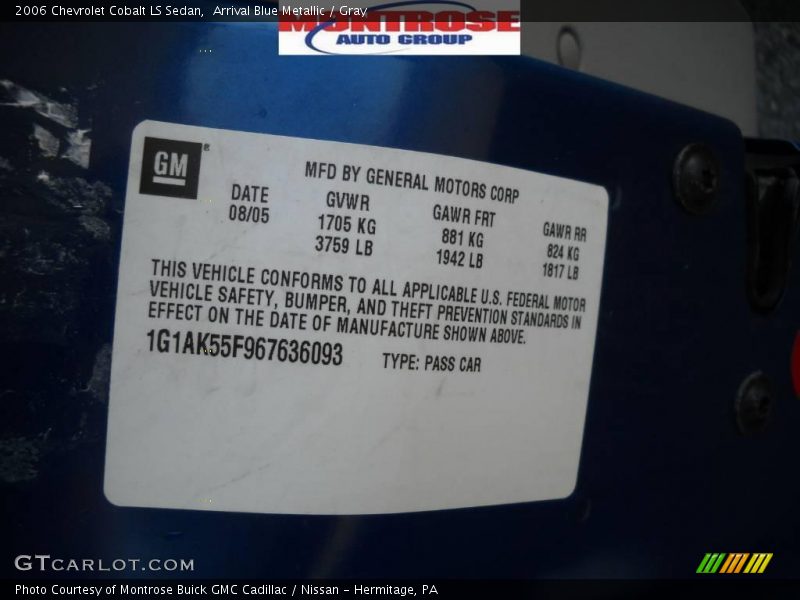 2006 Chevrolet Cobalt LS Sedan,  Arrival Blue Metallic / Gray
MONTROSE
AUTO GROUP
GM
MFD BY GENERAL MOTORS CORP
DATE GVWR GAWR FRT GAWR RR
08/05 1705 KG 881 KG 824 KG
3759 LB 1942 LB 1817 LB
THIS VEHICLE CONFORMS TO ALL APPLICABLE U.S. FEDERAL MOTOR
VEHICLE SAFETY, BUMPER, AND THEFT PREVENTION STANDARDS IN
EFFECT ON THE DATE OF MANUFACTURE SHOWN ABOVE.
1G1AK55F967636093 TYPE: PASS CAR
GTCARLOT.COM
Photo Courtesy of Montrose Buick GMC Cadillac / Nissan - Hermitage, PA